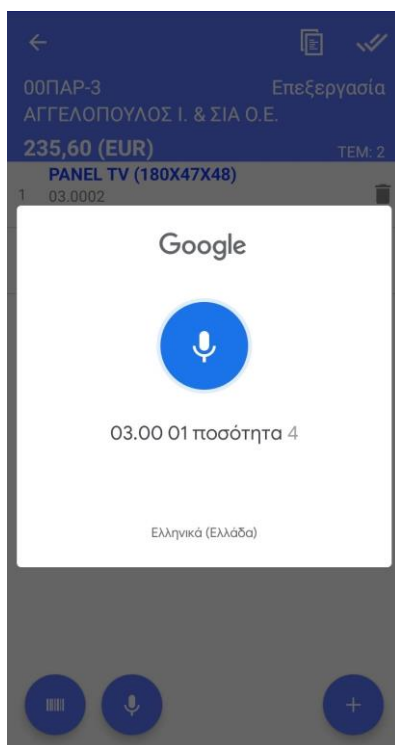 00ΠΑΡ-3 Επεξεργασία
ΑΓΓΕΛΟΠΟΥΛΟΣ Ι. & ΣΙΑ Ο.Ε.
235,60 (EUR) ΤΕΜ: 2
PANEL TV (180X47X48)
1 03.0002
Google
03.00 01 ποσότητα 4
Ελληνικά (Ελλάδα)